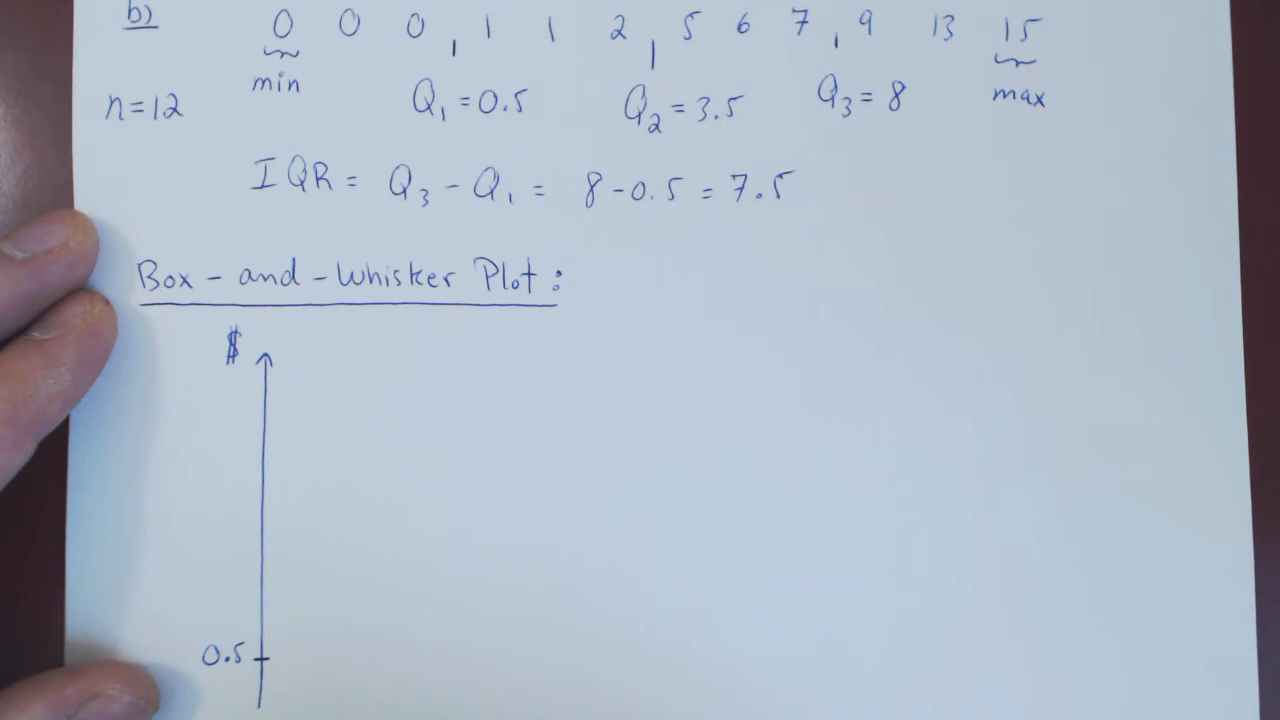 b) 0 0 0 , 1 1 2 , 5 6 7 , 9 13 15
min max
n=12 Q₁ = 0.5 Q₂ = 3.5 Q₃ = 8
IQR = Q₃ - Q₁ = 8 - 0.5 = 7.5
Box - and - Whisker Plot :
$
0.5